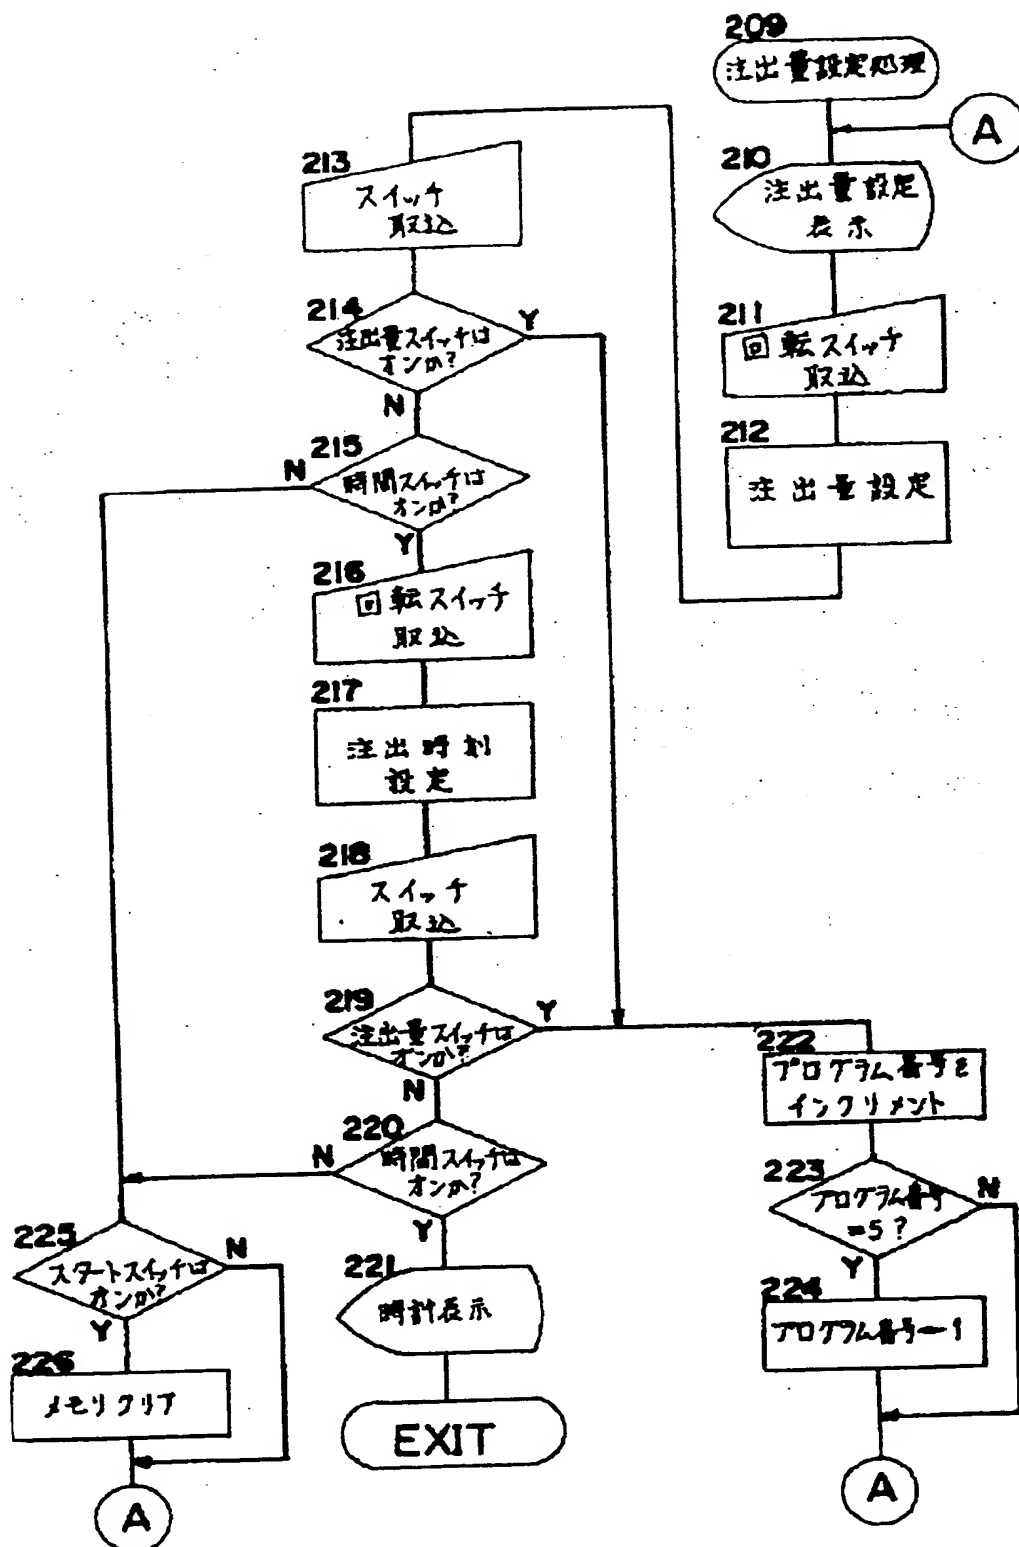 209
注出量設定処理
A
210
注出量設定
表示
211
回転スイッチ
取込
212
注出量設定
213
スイッチ
取込
214
注出量スイッチは
オンか?
Y
N
215
時間スイッチは
オンか?
N
Y
216
回転スイッチ
取込
217
注出時刻
設定
218
スイッチ
取込
219
注出量スイッチは
オンか?
Y
N
220
時間スイッチは
オンか?
N
Y
221
時計表示
EXIT
222
プログラム番号を
インクリメント
223
プログラム番号
=5?
N
Y
224
プログラム番号←1
A
225
スタートスイッチは
オンか?
N
Y
226
メモリクリア
A